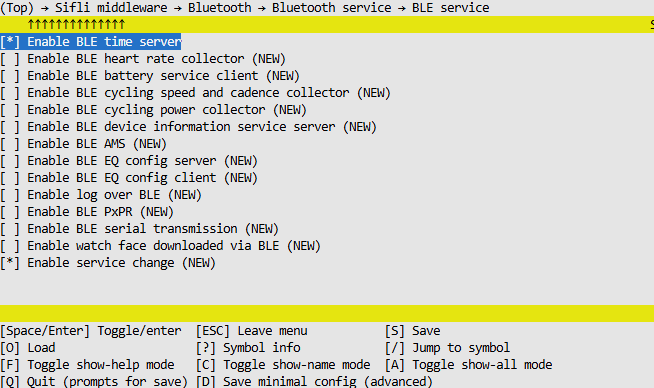 (Top) → Sifli middleware → Bluetooth → Bluetooth service → BLE service
↑↑↑↑↑↑↑↑↑↑↑↑↑↑ S
[*] Enable BLE time server
[ ] Enable BLE heart rate collector (NEW)
[ ] Enable BLE battery service client (NEW)
[ ] Enable BLE cycling speed and cadence collector (NEW)
[ ] Enable BLE cycling power collector (NEW)
[ ] Enable BLE device information service server (NEW)
[ ] Enable BLE AMS (NEW)
[ ] Enable BLE EQ config server (NEW)
[ ] Enable BLE EQ config client (NEW)
[ ] Enable log over BLE (NEW)
[ ] Enable BLE PxPR (NEW)
[ ] Enable BLE serial transmission (NEW)
[ ] Enable watch face downloaded via BLE (NEW)
[*] Enable service change (NEW)
[Space/Enter] Toggle/enter [ESC] Leave menu [S] Save
[O] Load [?] Symbol info [/] Jump to symbol
[F] Toggle show-help mode [C] Toggle show-name mode [A] Toggle show-all mode
[Q] Quit (prompts for save) [D] Save minimal config (advanced)